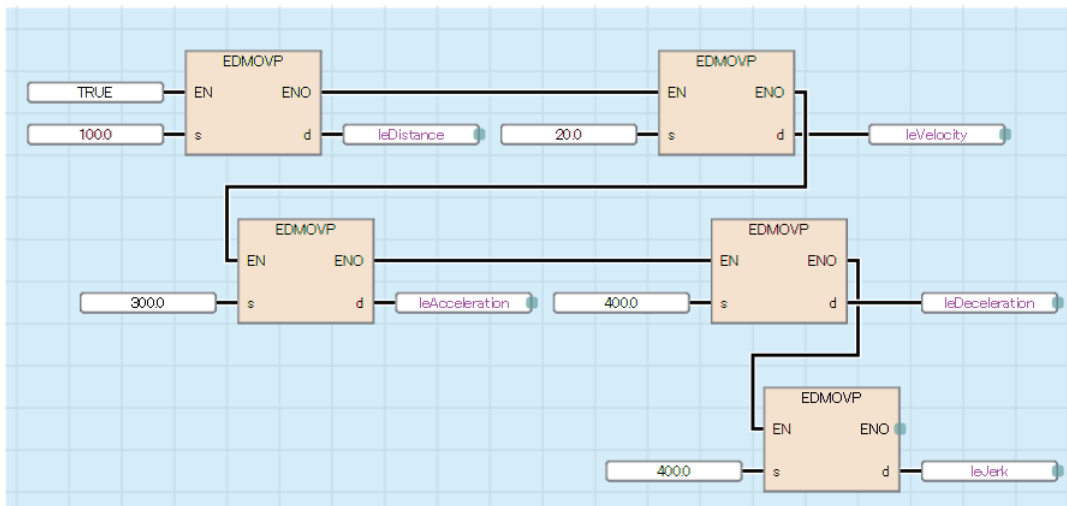 EDMOVP EDMOVP
TRUE EN ENO EN ENO
100.0 s d leDistance 20.0 s d leVelocity
EDMOVP EDMOVP
EN ENO EN ENO
300.0 s d leAcceleration 400.0 s d leDeceleration
EDMOVP
EN ENO
400.0 s d leJerk